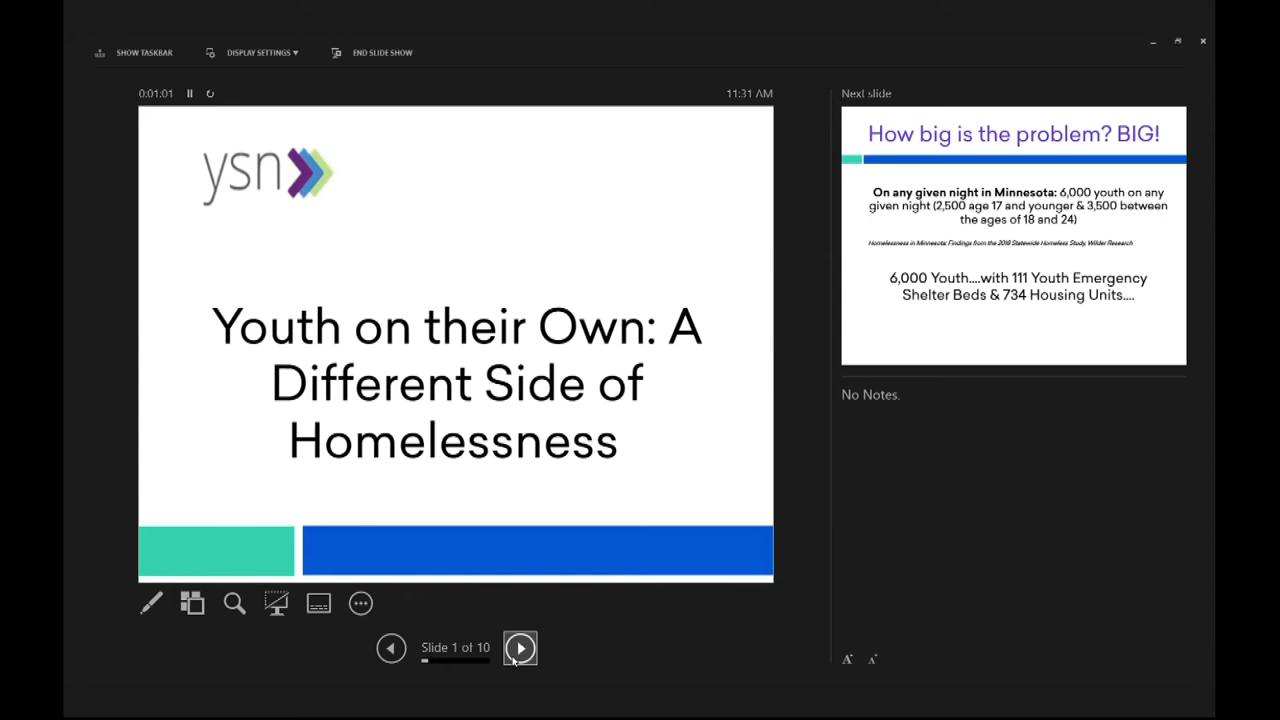 SHOW TASKBAR
DISPLAY SETTINGS
END SLIDE SHOW
0:01:01
11:31 AM
ysn
Youth on their Own: A
Different Side of
Homelessness
Slide 1 of 10
Next slide
How big is the problem? BIG!
On any given night in Minnesota: 6,000 youth on any
given night (2,500 age 17 and younger & 3,500 between
the ages of 18 and 24)
Homelessness in Minnesota: Findings from the 2018 Statewide Homeless Study, Wilder Research
6,000 Youth....with 111 Youth Emergency
Shelter Beds & 734 Housing Units....
No Notes.
A A